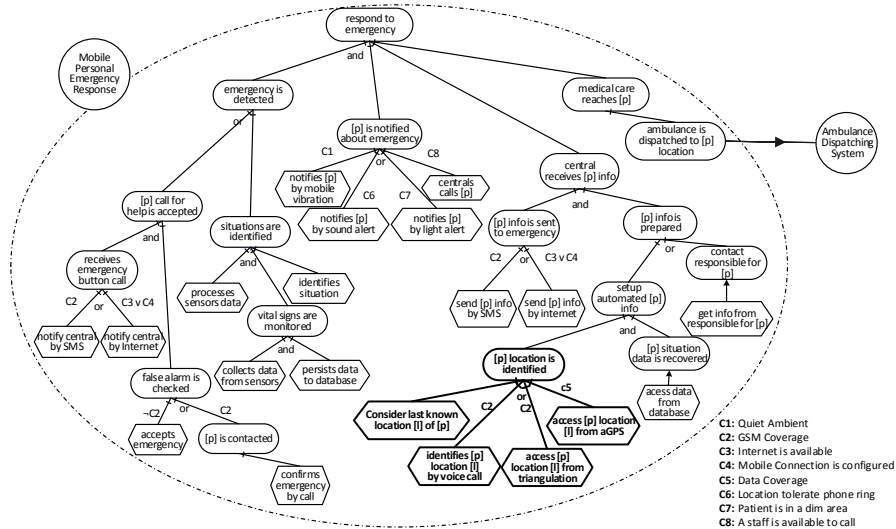 respond to
emergency
and
Mobile
Personal
Emergency
Response
emergency is
detected
or
medical care
reaches [p]
ambulance is
dispatched to [p]
location
Ambulance
Dispatching
System
[p] is notified
about emergency
C1
C8
or
C6
C7
notifies [p]
by mobile
vibration
centrals
calls [p]
notifies [p]
by sound alert
notifies [p]
by light alert
central
receives [p] info
and
[p] call for
help is accepted
and
situations are
identified
and
[p] info is sent
to emergency
C2
or
C3 v C4
[p] info is
prepared
or
receives
emergency
button call
C2
or
C3 v C4
processes
sensors data
identifies
situation
contact
responsible for
[p]
setup
automated [p]
info
and
send [p] info
by SMS
send [p] info
by internet
get info from
responsible for [p]
vital signs are
monitored
and
notify central
by SMS
notify central
by Internet
collects data
from sensors
persists data
to database
[p] location is
identified
or
C2
C2
c5
[p] situation
data is recovered
false alarm is
checked
¬C2
or
C2
acess data
from
database
Consider last known
location [l] of [p]
access [p] location
[l] from aGPS
accepts
emergency
[p] is contacted
identifies [p]
location [l]
by voice call
access [p]
location [l] from
triangulation
confirms
emergency
by call
C1: Quiet Ambient
C2: GSM Coverage
C3: Internet is available
C4: Mobile Connection is configured
C5: Data Coverage
C6: Location tolerate phone ring
C7: Patient is in a dim area
C8: A staff is available to call